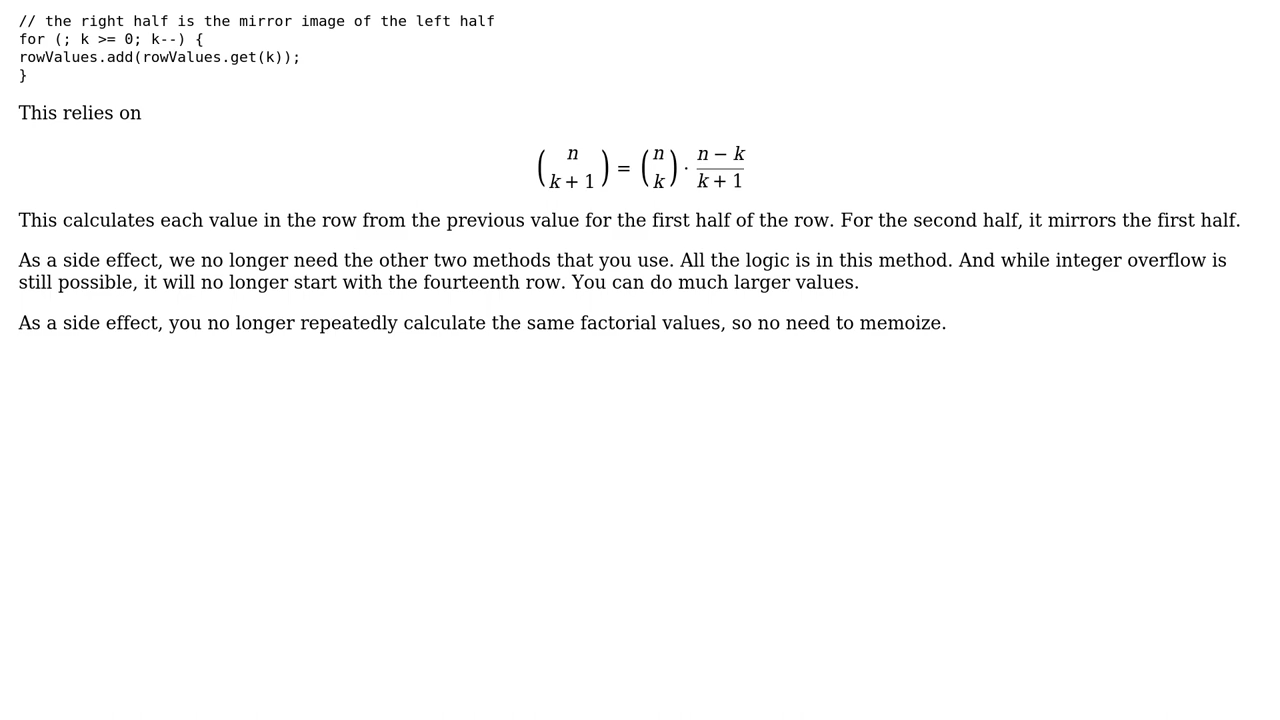 // the right half is the mirror image of the left half
for (; k >= 0; k--) {
rowValues.add(rowValues.get(k));
}
This relies on
\binom{n}{k+1} = \binom{n}{k} \cdot \frac{n-k}{k+1}
This calculates each value in the row from the previous value for the first half of the row. For the second half, it mirrors the first half.
As a side effect, we no longer need the other two methods that you use. All the logic is in this method. And while integer overflow is
still possible, it will no longer start with the fourteenth row. You can do much larger values.
As a side effect, you no longer repeatedly calculate the same factorial values, so no need to memoize.